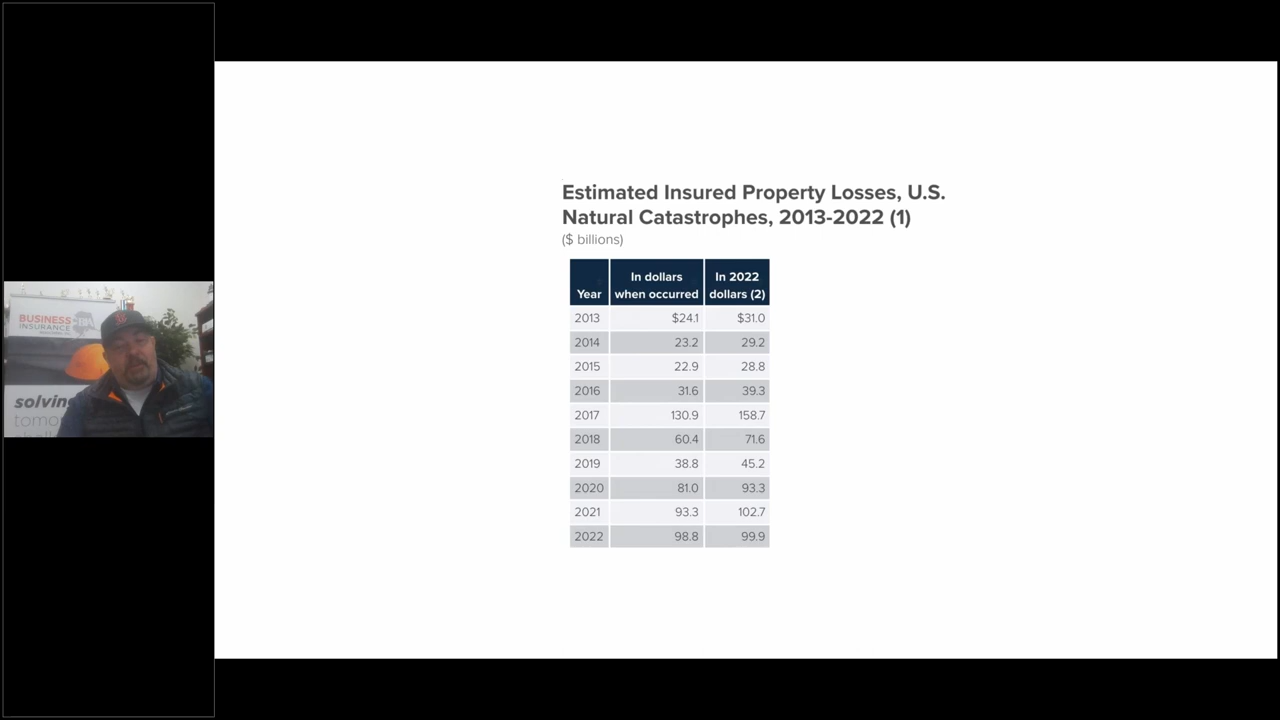 BUSINESS
INSURANCE
solving
tomo
Estimated Insured Property Losses, U.S.
Natural Catastrophes, 2013-2022 (1)
($ billions)
Year In dollars when occurred In 2022 dollars (2)
2013 $24.1 $31.0
2014 23.2 29.2
2015 22.9 28.8
2016 31.6 39.3
2017 130.9 158.7
2018 60.4 71.6
2019 38.8 45.2
2020 81.0 93.3
2021 93.3 102.7
2022 98.8 99.9